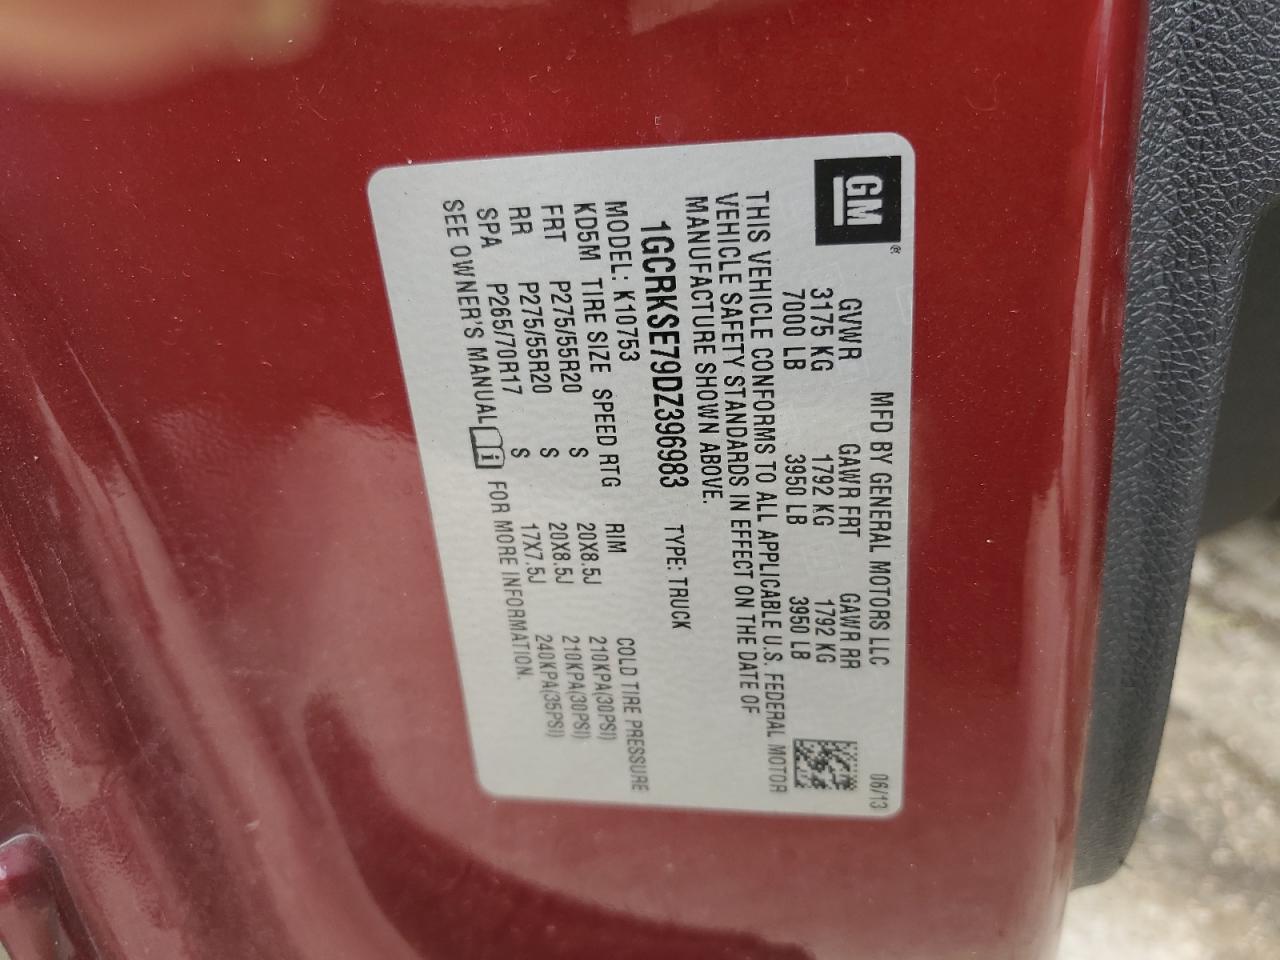 GM®
MFD BY GENERAL MOTORS LLC 06/13
GVWR GAWR FRT GAWR RR
3175 KG 1792 KG 1792 KG
7000 LB 3950 LB 3950 LB
THIS VEHICLE CONFORMS TO ALL APPLICABLE U.S. FEDERAL MOTOR
VEHICLE SAFETY STANDARDS IN EFFECT ON THE DATE OF
MANUFACTURE SHOWN ABOVE.
1GCRKSE79DZ396983 TYPE: TRUCK
MODEL: K10753
KD5M TIRE SIZE SPEED RTG RIM COLD TIRE PRESSURE
FRT P275/55R20 S 20X8.5J 210KPA(30PSI)
RR P275/55R20 S 20X8.5J 210KPA(30PSI)
SPA P265/70R17 S 17X7.5J 240KPA(35PSI)
SEE OWNER'S MANUAL i FOR MORE INFORMATION.